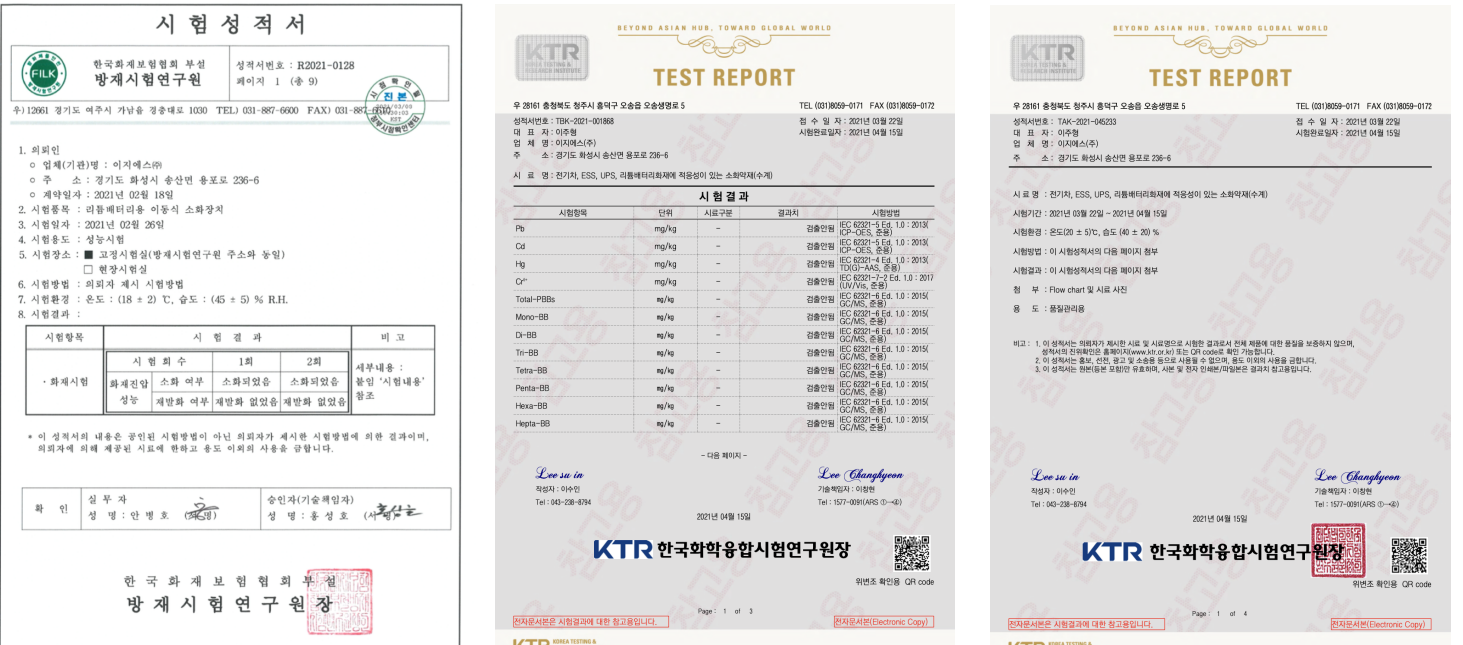 시 험 성 적 서
FILK
한국화재보험협회 부설
방재시험연구원
성적서번호 : R2021-0128
페이지 1 (총 9)
진본
우)12661 경기도 여주시 가남읍 경충대로 1030 TEL) 031-887-6600 FAX) 031-887-6610
1. 의뢰인
○ 업체(기관)명 : 이지에스㈜
○ 주 소 : 경기도 화성시 송산면 용포로 236-6
○ 계약일자 : 2021년 02월 18일
2. 시험품목 : 리튬배터리용 이동식 소화장치
3. 시험일자 : 2021년 02월 26일
4. 시험용도 : 성능시험
5. 시험장소 : ■ 고정시험실(방재시험연구원 주소와 동일)
□ 현장시험실
6. 시험방법 : 의뢰자 제시 시험방법
7. 시험환경 : 온도 : (18 ± 2) ℃, 습도 : (45 ± 5) % R.H.
8. 시험결과 :
시험항목 시 험 결 과 비 고
시 험 회 수 1회 2회
· 화재시험 화재진압 성능 소화 여부 소화되었음 소화되었음
재발화 여부 재발화 없었음 재발화 없었음
세부내용 :
붙임 '시험내용'
참조
* 이 성적서의 내용은 공인된 시험방법이 아닌 의뢰자가 제시한 시험방법에 의한 결과이며,
의뢰자에 의해 제공된 시료에 한하고 용도 이외의 사용을 금합니다.
확 인
실 무 자
성 명 : 안 병 호
승인자(기술책임자)
성 명 : 홍 성 호
한 국 화 재 보 험 협 회 부 설
방 재 시 험 연 구 원 장
BEYOND ASIAN HUB, TOWARD GLOBAL WORLD
KTR
KOREA TESTING &
RESEARCH INSTITUTE
TEST REPORT
우 28161 충청북도 청주시 흥덕구 오송읍 오송생명로 5 TEL (031)8059-0171 FAX (031)8059-0172
성적서번호 : TBK-2021-001868 접 수 일 자 : 2021년 03월 22일
대 표 자 : 이주형 시험완료일자 : 2021년 04월 15일
업 체 명 : 이지에스(주)
주 소 : 경기도 화성시 송산면 용포로 236-6
시 료 명 : 전기차, ESS, UPS, 리튬배터리화재에 적응성이 있는 소화약재(수계)
시 험 결 과
시험항목 단위 시료구분 결과치 시험방법
Pb mg/kg - 검출안됨 IEC 62321-5 Ed. 1.0 : 2013(
ICP-OES, 준용)
Cd mg/kg - 검출안됨 IEC 62321-5 Ed. 1.0 : 2013(
ICP-OES, 준용)
Hg mg/kg - 검출안됨 IEC 62321-4 Ed. 1.0 : 2013(
TD(G)-AAS, 준용)
Cr⁶⁺ mg/kg - 검출안됨 IEC 62321-7-2 Ed. 1.0 : 2017
(UV/Vis, 준용)
Total-PBBs mg/kg - 검출안됨 IEC 62321-6 Ed. 1.0 : 2015(
GC/MS, 준용)
Mono-BB mg/kg - 검출안됨 IEC 62321-6 Ed. 1.0 : 2015(
GC/MS, 준용)
Di-BB mg/kg - 검출안됨 IEC 62321-6 Ed. 1.0 : 2015(
GC/MS, 준용)
Tri-BB mg/kg - 검출안됨 IEC 62321-6 Ed. 1.0 : 2015(
GC/MS, 준용)
Tetra-BB mg/kg - 검출안됨 IEC 62321-6 Ed. 1.0 : 2015(
GC/MS, 준용)
Penta-BB mg/kg - 검출안됨 IEC 62321-6 Ed. 1.0 : 2015(
GC/MS, 준용)
Hexa-BB mg/kg - 검출안됨 IEC 62321-6 Ed. 1.0 : 2015(
GC/MS, 준용)
Hepta-BB mg/kg - 검출안됨 IEC 62321-6 Ed. 1.0 : 2015(
GC/MS, 준용)
- 다음 페이지 -
Lee su in Lee Changhyeon
작성자 : 이수인 기술책임자 : 이창현
Tel : 043-238-8794 Tel : 1577-0091(ARS ①→④)
2021년 04월 15일
KTR 한국화학융합시험연구원장
위변조 확인용 QR code
Page : 1 of 3
전자문서본은 시험결과에 대한 참고용입니다. 전자문서본(Electronic Copy)
KTR KOREA TESTING &
BEYOND ASIAN HUB, TOWARD GLOBAL WORLD
KTR
KOREA TESTING &
RESEARCH INSTITUTE
TEST REPORT
우 28161 충청북도 청주시 흥덕구 오송읍 오송생명로 5 TEL (031)8059-0171 FAX (031)8059-0172
성적서번호 : TAK-2021-045233 접 수 일 자 : 2021년 03월 22일
대 표 자 : 이주형 시험완료일자 : 2021년 04월 15일
업 체 명 : 이지에스(주)
주 소 : 경기도 화성시 송산면 용포로 236-6
시 료 명 : 전기차, ESS, UPS, 리튬배터리화재에 적응성이 있는 소화약재(수계)
시험기간 : 2021년 03월 22일 ~ 2021년 04월 15일
시험환경 : 온도(20 ± 5)℃, 습도 (40 ± 20) %
시험방법 : 이 시험성적서의 다음 페이지 첨부
시험결과 : 이 시험성적서의 다음 페이지 첨부
첨 부 : Flow chart 및 시료 사진
용 도 : 품질관리용
비고 : 1. 이 성적서는 의뢰자가 제시한 시료 및 시료명으로 시험한 결과로서 전체 제품에 대한 품질을 보증하지 않으며,
성적서의 진위확인은 홈페이지(www.ktr.or.kr) 또는 QR code로 확인 가능합니다.
2. 이 성적서는 홍보, 선전, 광고 및 소송용 등으로 사용될 수 없으며, 용도 이외의 사용을 금합니다.
3. 이 성적서는 원본(등본 포함)만 유효하며, 사본 및 전자 인쇄본/파일본은 결과치 참고용입니다.
Lee su in Lee Changhyeon
작성자 : 이수인 기술책임자 : 이창현
Tel : 043-238-8794 Tel : 1577-0091(ARS ①→④)
2021년 04월 15일
KTR 한국화학융합시험연구원장
위변조 확인용 QR code
Page : 1 of 4
전자문서본은 시험결과에 대한 참고용입니다. 전자문서본(Electronic Copy)
KTR KOREA TESTING &